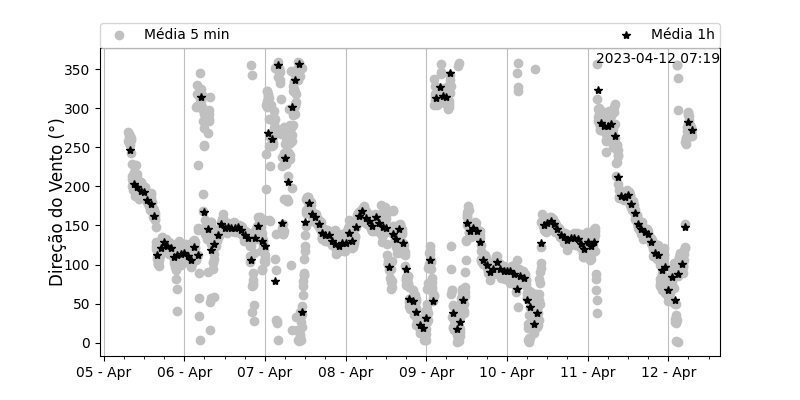 Média 5 min
Média 1h
2023-04-12 07:19
Direção do Vento (°)
350
300
250
200
150
100
50
0
05 - Apr
06 - Apr
07 - Apr
08 - Apr
09 - Apr
10 - Apr
11 - Apr
12 - Apr